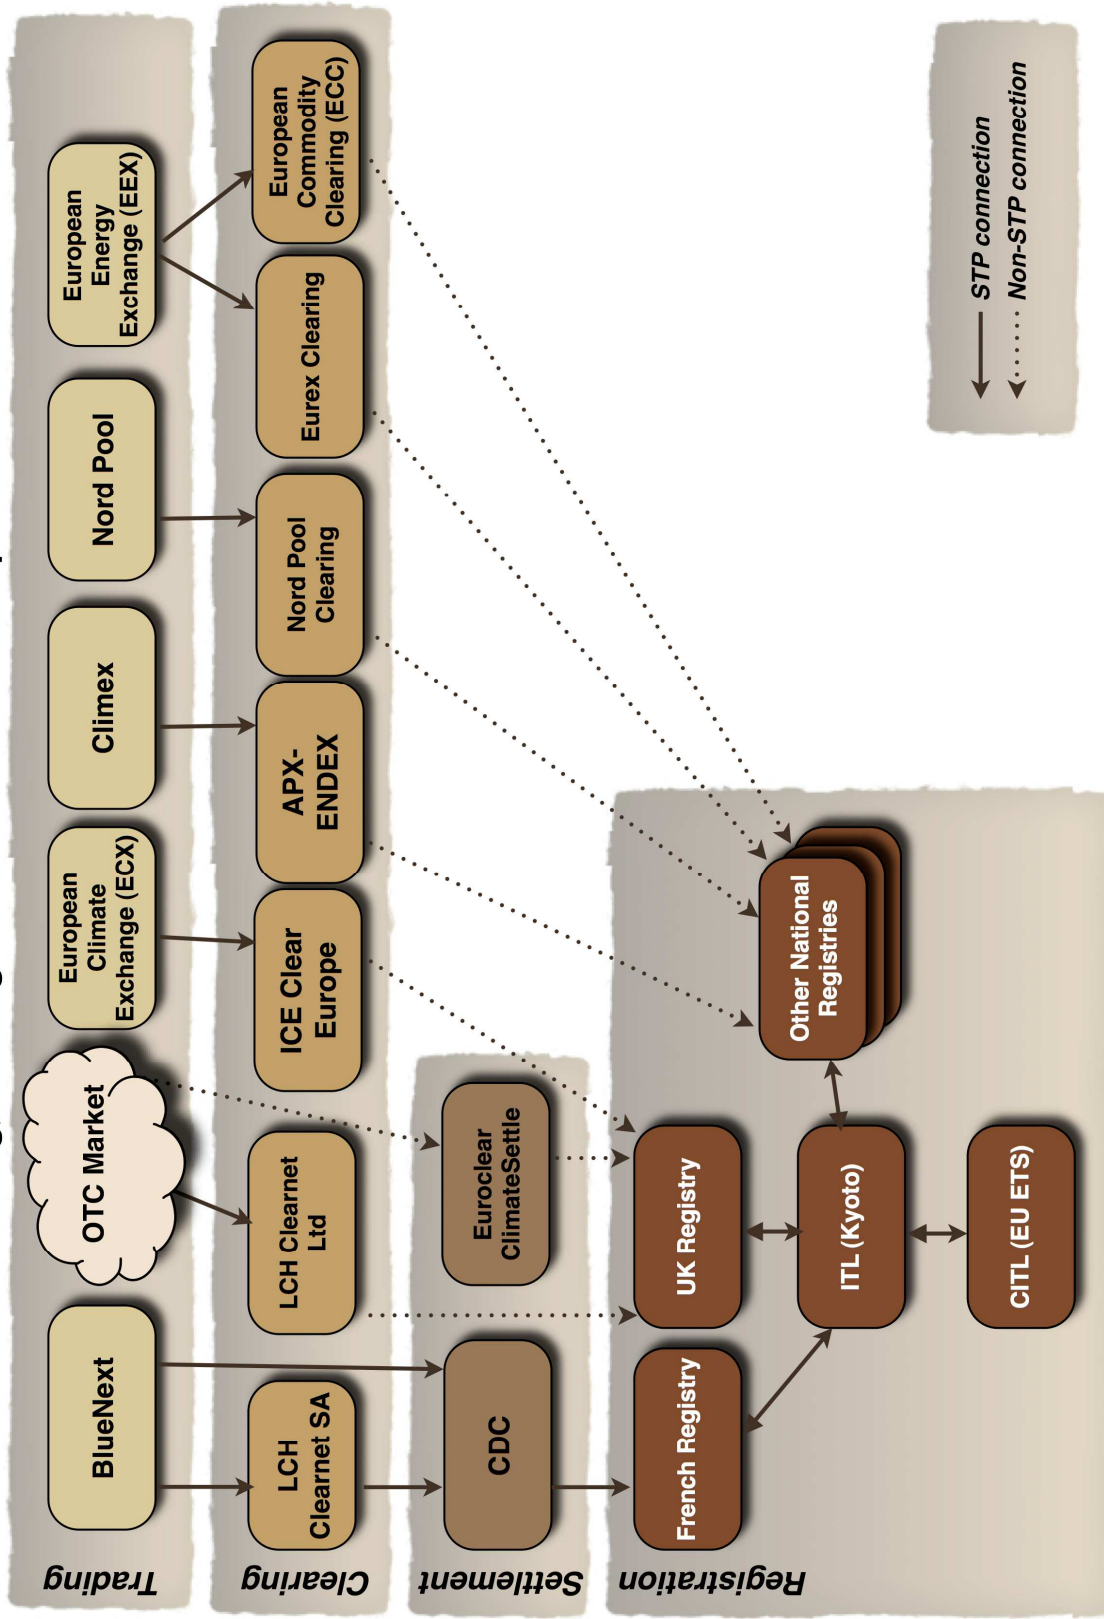 Trading
BlueNext
OTC Market
European
Climate
Exchange (ECX)
Climex
Nord Pool
European
Energy
Exchange (EEX)
Clearing
LCH
Clearnet SA
LCH Clearnet
Ltd
ICE Clear
Europe
APX-
ENDEX
Nord Pool
Clearing
Eurex Clearing
European
Commodity
Clearing (ECC)
Settlement
CDC
Euroclear
ClimateSettle
Registration
French Registry
UK Registry
Other National
Registries
ITL (Kyoto)
CITL (EU ETS)
STP connection
Non-STP connection